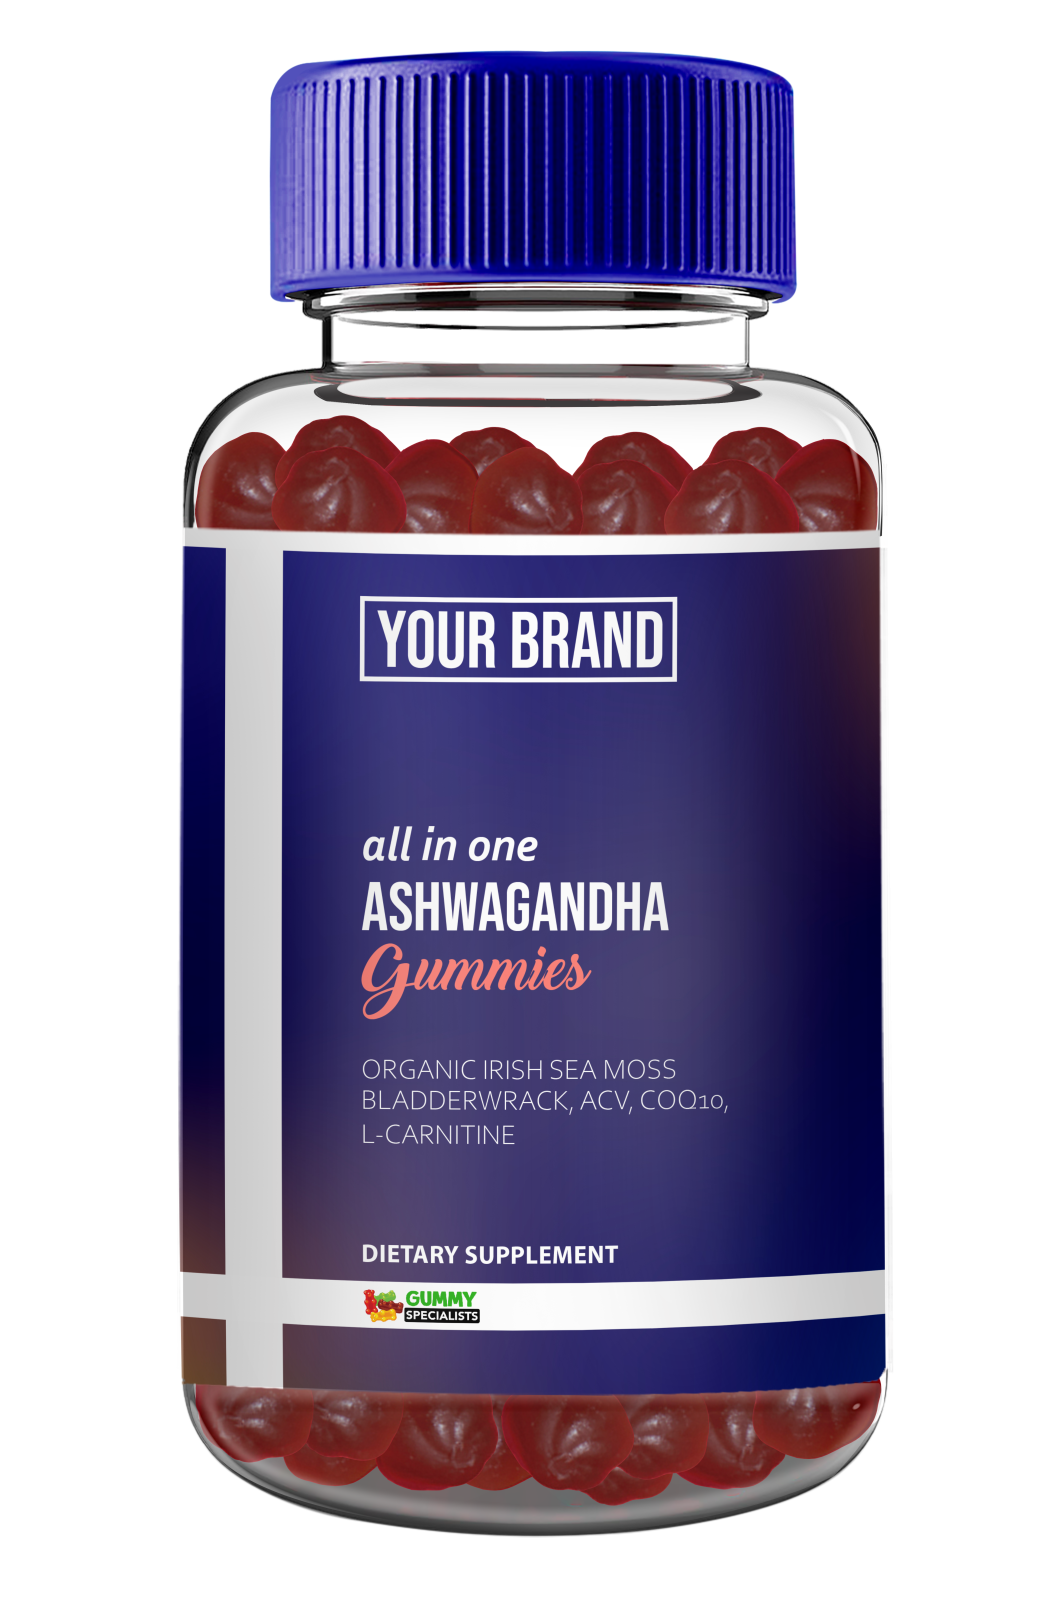 YOUR BRAND
all in one
ASHWAGANDHA
Gummies
ORGANIC IRISH SEA MOSS
BLADDERWRACK, ACV, COQ10,
L-CARNITINE
DIETARY SUPPLEMENT
GUMMY
SPECIALISTS